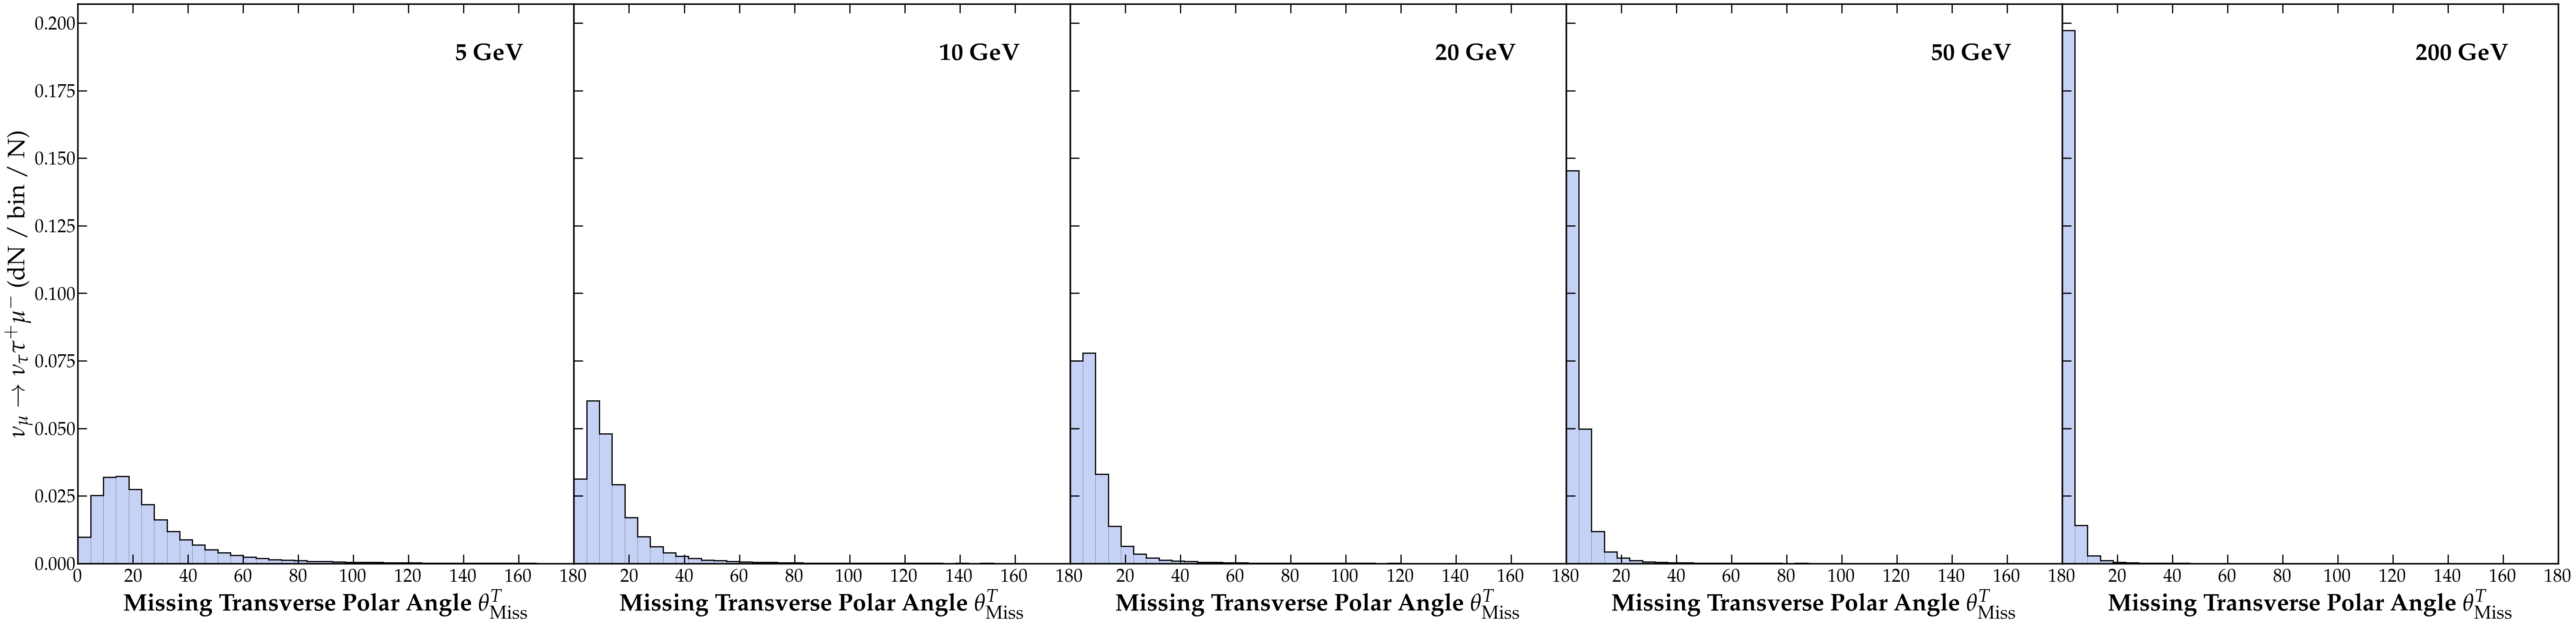 ν_μ → ν_τ τ⁺ μ⁻ (dN / bin / N)
0.200
0.175
0.150
0.125
0.100
0.075
0.050
0.025
0.000
5 GeV
10 GeV
20 GeV
50 GeV
200 GeV
0 20 40 60 80 100 120 140 160 180 20 40 60 80 100 120 140 160 180 20 40 60 80 100 120 140 160 180 20 40 60 80 100 120 140 160 180 20 40 60 80 100 120 140 160 180
Missing Transverse Polar Angle θ^T_Miss
Missing Transverse Polar Angle θ^T_Miss
Missing Transverse Polar Angle θ^T_Miss
Missing Transverse Polar Angle θ^T_Miss
Missing Transverse Polar Angle θ^T_Miss